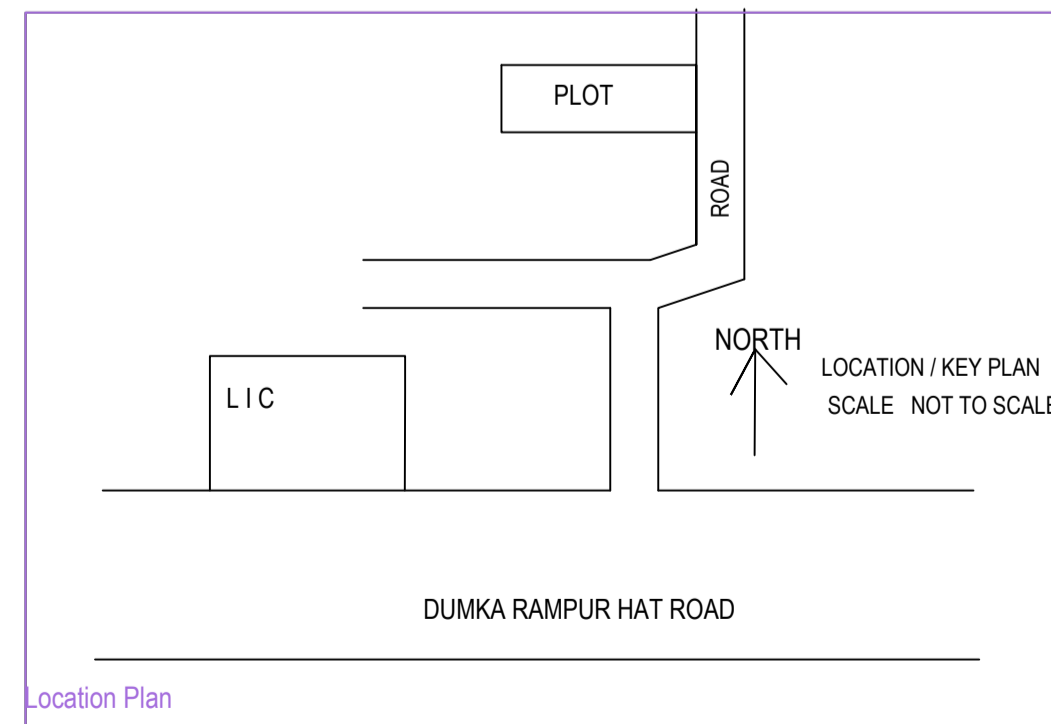 PLOT
ROAD
NORTH
LOCATION / KEY PLAN
SCALE NOT TO SCALE
L I C
DUMKA RAMPUR HAT ROAD
Location Plan